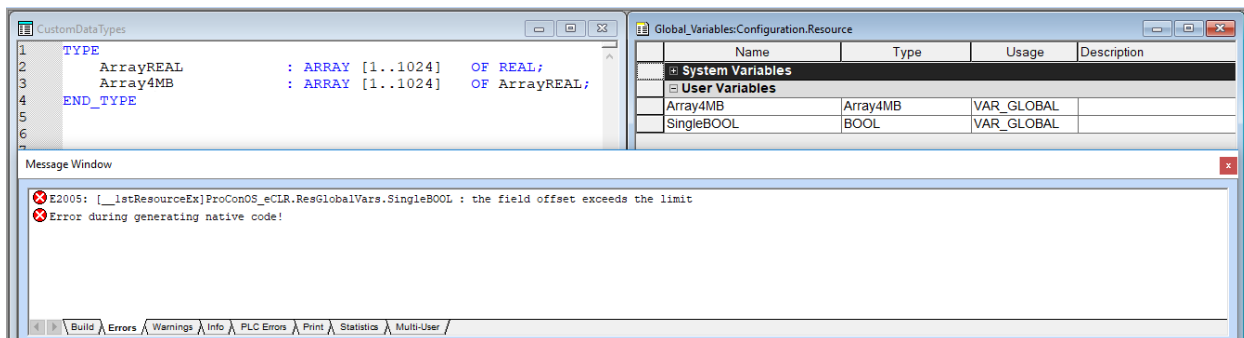 CustomDataTypes
1 TYPE
2 ArrayREAL : ARRAY [1..1024] OF REAL;
3 Array4MB : ARRAY [1..1024] OF ArrayREAL;
4 END_TYPE
5
6
Global_Variables:Configuration.Resource
Name Type Usage Description
System Variables
User Variables
Array4MB Array4MB VAR_GLOBAL
SingleBOOL BOOL VAR_GLOBAL
Message Window
E2005: [__1stResourceEx]ProConOS_eCLR.ResGlobalVars.SingleBOOL : the field offset exceeds the limit
Error during generating native code!
Build Errors Warnings Info PLC Errors Print Statistics Multi-User